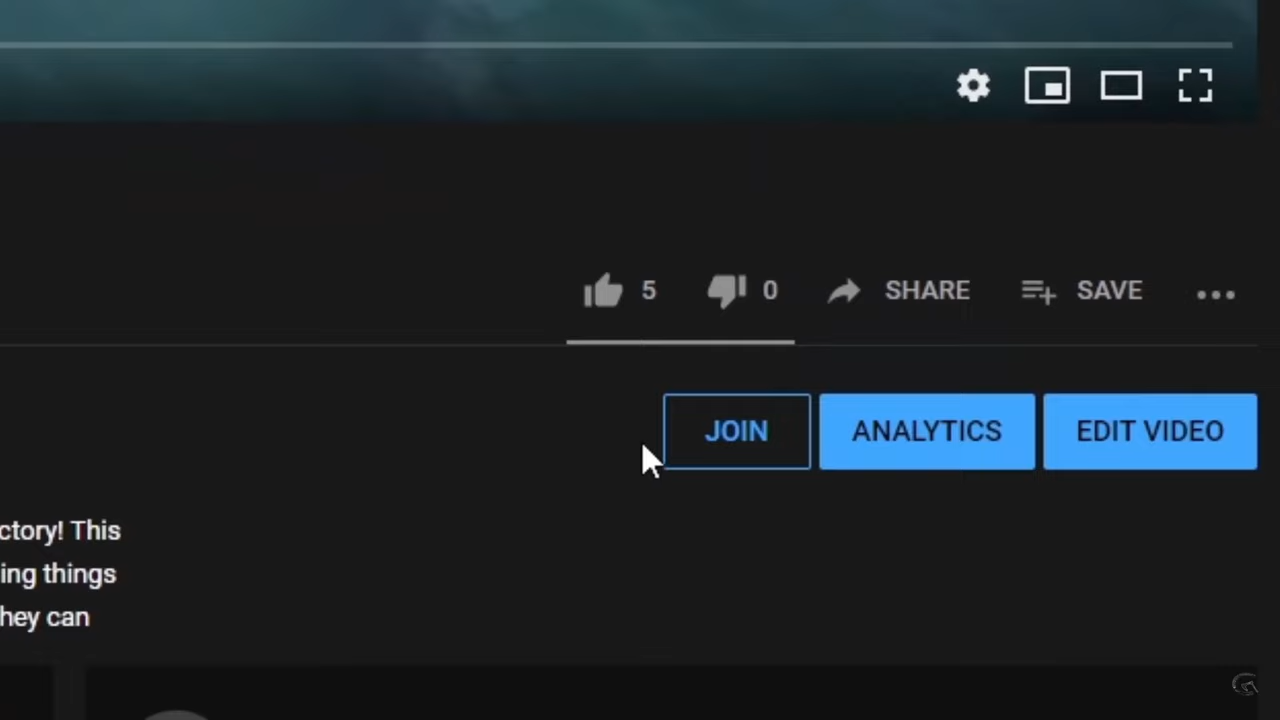 5 0 SHARE SAVE
JOIN ANALYTICS EDIT VIDEO
ctory! This
ing things
hey can